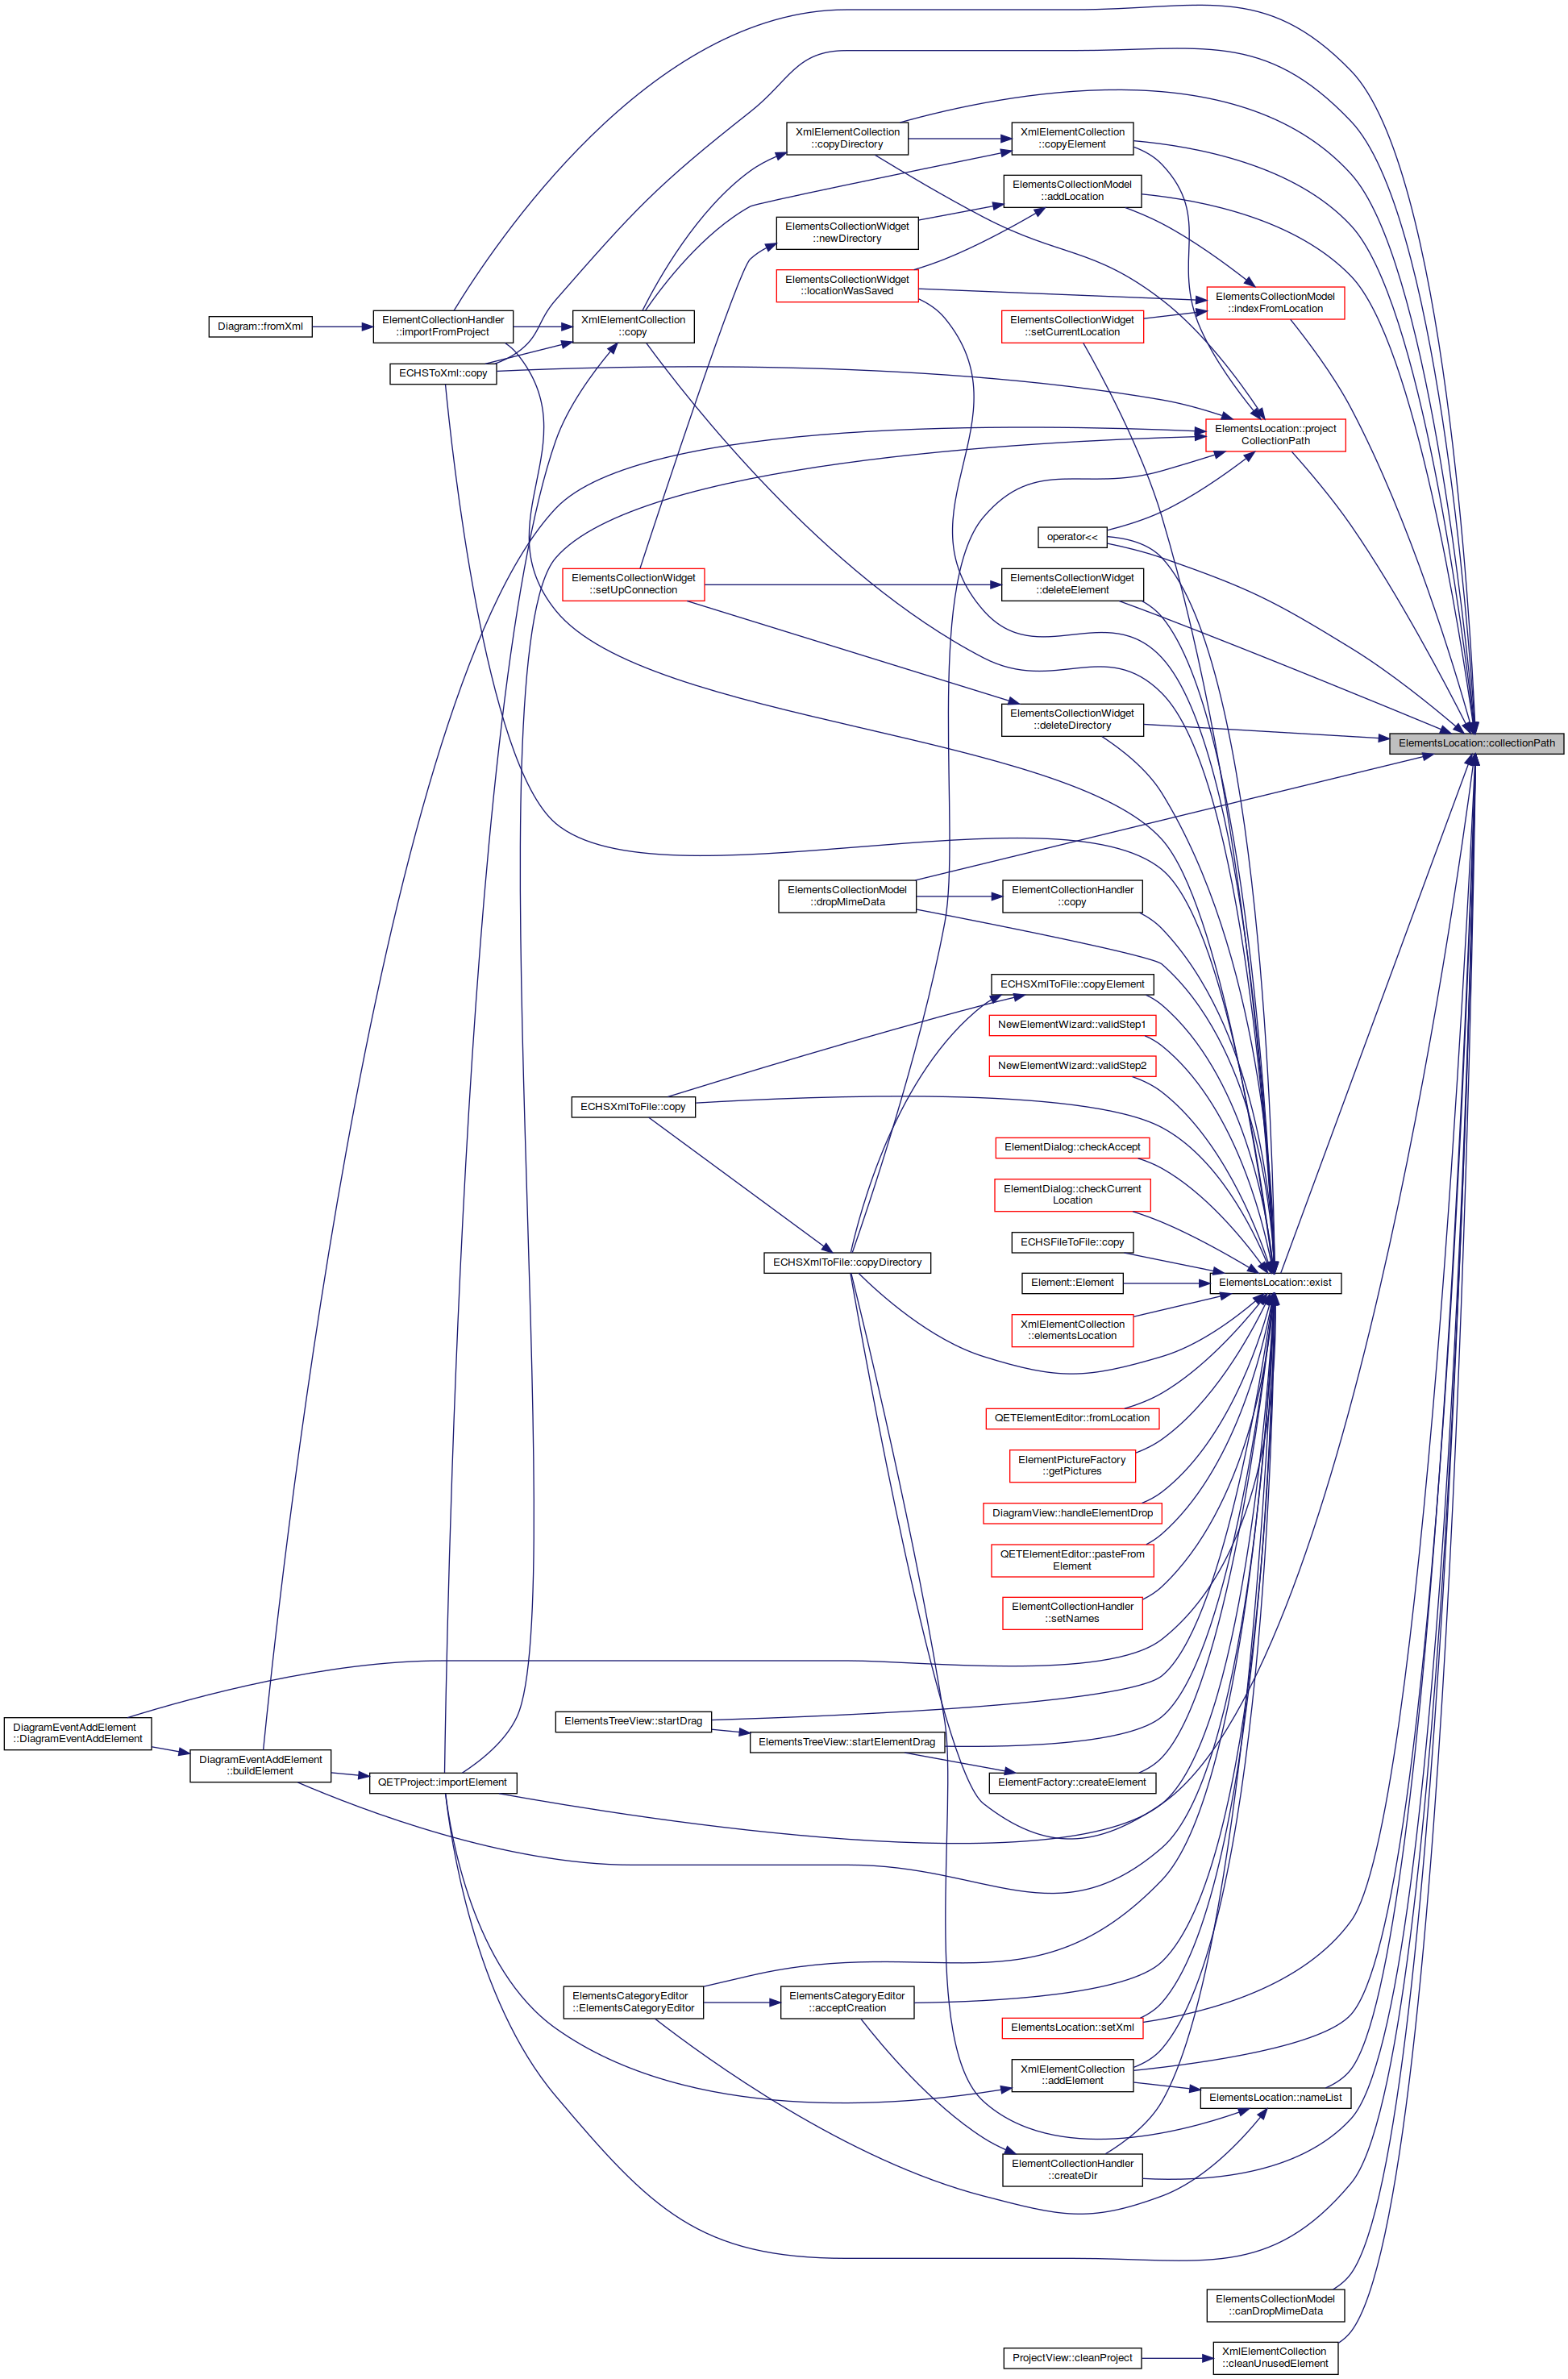 XmlElementCollection
::copyDirectory
XmlElementCollection
::copyElement
ElementsCollectionModel
::addLocation
ElementsCollectionWidget
::newDirectory
ElementsCollectionWidget
::locationWasSaved
ElementsCollectionModel
::indexFromLocation
Diagram::fromXml
ElementCollectionHandler
::importFromProject
XmlElementCollection
::copy
ElementsCollectionWidget
::setCurrentLocation
ECHSToXml::copy
ElementsLocation::project
CollectionPath
operator<<
ElementsCollectionWidget
::setUpConnection
ElementsCollectionWidget
::deleteElement
ElementsCollectionWidget
::deleteDirectory
ElementsLocation::collectionPath
ElementsCollectionModel
::dropMimeData
ElementCollectionHandler
::copy
ECHSXmlToFile::copyElement
NewElementWizard::validStep1
NewElementWizard::validStep2
ECHSXmlToFile::copy
ElementDialog::checkAccept
ElementDialog::checkCurrent
Location
ECHSFileToFile::copy
ECHSXmlToFile::copyDirectory
Element::Element
ElementsLocation::exist
XmlElementCollection
::elementsLocation
QETElementEditor::fromLocation
ElementPictureFactory
::getPictures
DiagramView::handleElementDrop
QETElementEditor::pasteFrom
Element
ElementCollectionHandler
::setNames
ElementsTreeView::startDrag
DiagramEventAddElement
::DiagramEventAddElement
ElementsTreeView::startElementDrag
DiagramEventAddElement
::buildElement
QETProject::importElement
ElementFactory::createElement
ElementsCategoryEditor
::ElementsCategoryEditor
ElementsCategoryEditor
::acceptCreation
ElementsLocation::setXml
XmlElementCollection
::addElement
ElementsLocation::nameList
ElementCollectionHandler
::createDir
ElementsCollectionModel
::canDropMimeData
ProjectView::cleanProject
XmlElementCollection
::cleanUnusedElement